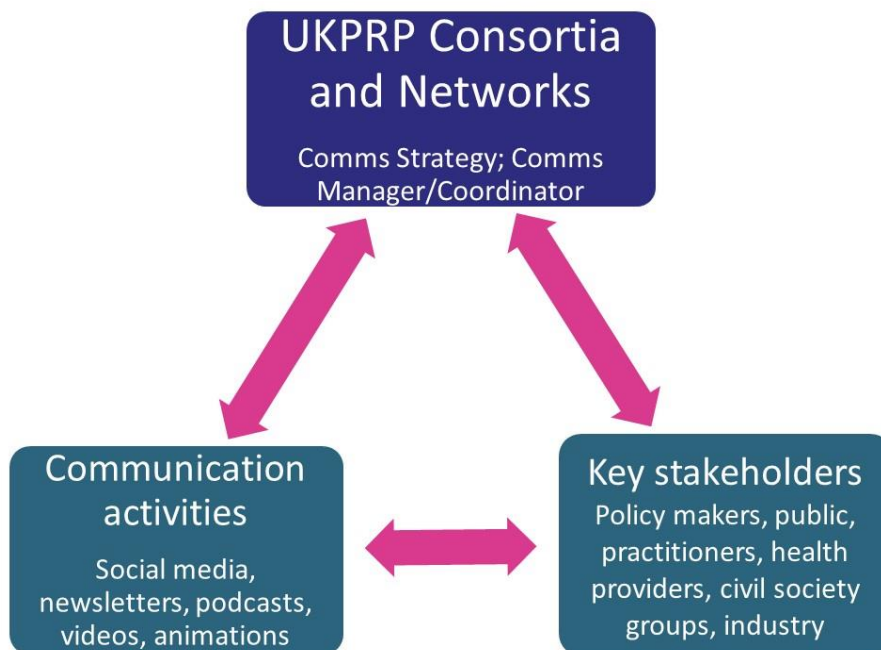 UKPRP Consortia
and Networks
Comms Strategy; Comms
Manager/Coordinator
Communication
activities
Social media,
newsletters, podcasts,
videos, animations
Key stakeholders
Policy makers, public,
practitioners, health
providers, civil society
groups, industry